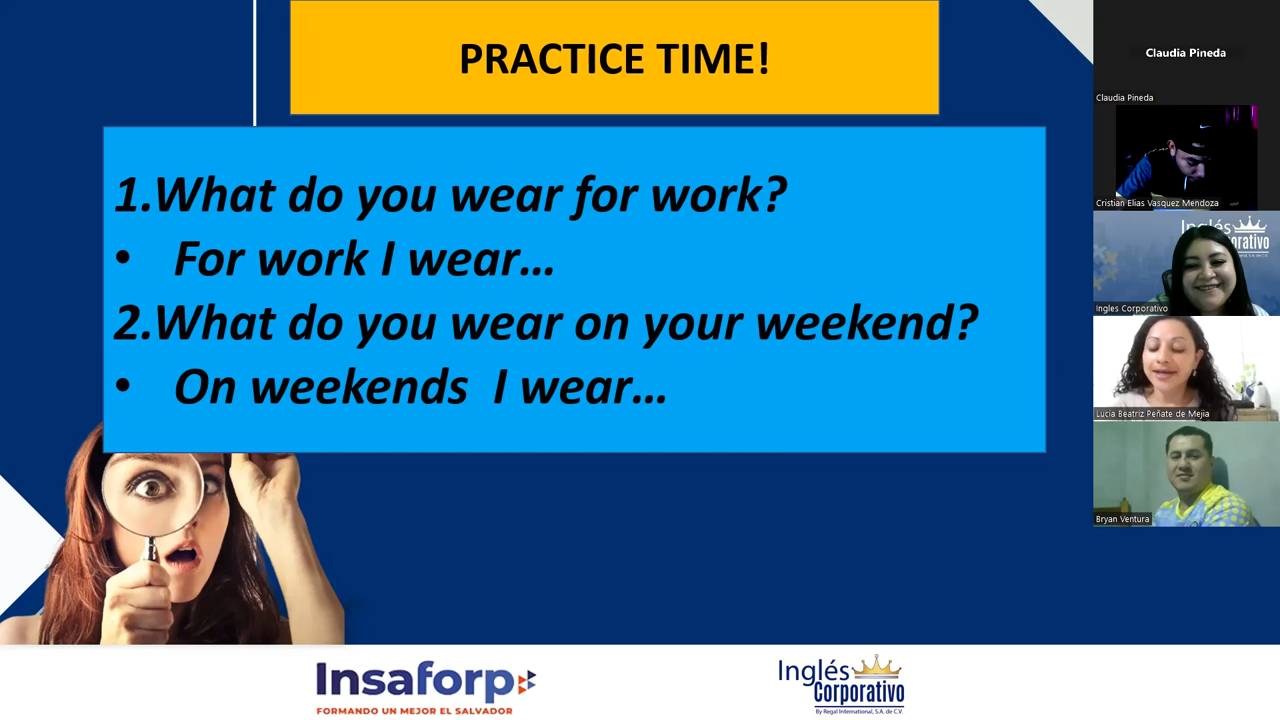 PRACTICE TIME!
1.What do you wear for work?
• For work I wear...
2.What do you wear on your weekend?
• On weekends I wear...
Insaforp
FORMANDO UN MEJOR EL SALVADOR
Inglés
Corporativo
By Regal International, S.A. de C.V.
Claudia Pineda
Claudia Pineda
Cristian Elias Vasquez Mendoza
Ingles Corporativo
Lucia Beatriz Peñate de Mejia
Bryan Ventura